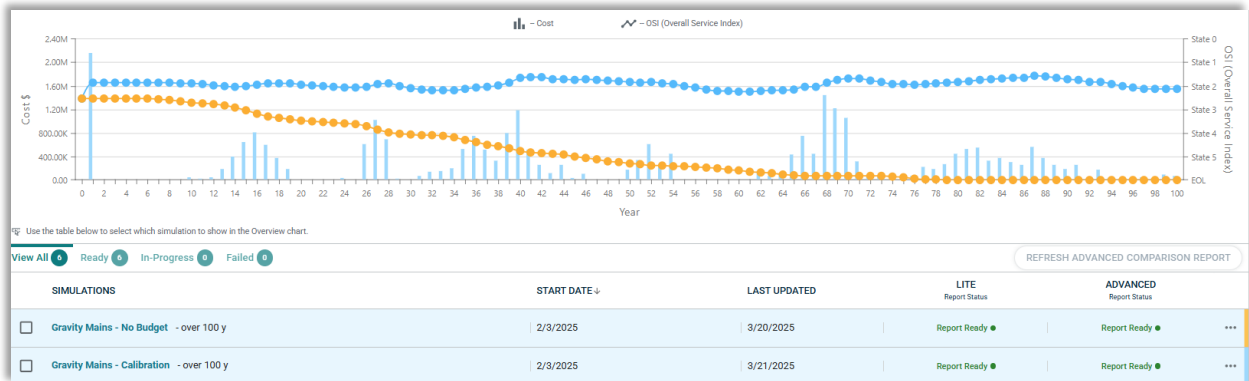 – Cost – OSI (Overall Service Index)
2.40M State 0
2.00M State 1
1.60M State 2
1.20M State 3
800.00K State 4
400.00K State 5
0.00 EOL
Cost $
OSI (Overall Service Index)
0 2 4 6 8 10 12 14 16 18 20 22 24 26 28 30 32 34 36 38 40 42 44 46 48 50 52 54 56 58 60 62 64 66 68 70 72 74 76 78 80 82 84 86 88 90 92 94 96 98 100
Year
Use the table below to select which simulation to show in the Overview chart.
View All 6 Ready 6 In-Progress 0 Failed 0 REFRESH ADVANCED COMPARISON REPORT
SIMULATIONS START DATE↓ LAST UPDATED LITE ADVANCED
Report Status Report Status
Gravity Mains - No Budget - over 100 y 2/3/2025 3/20/2025 Report Ready Report Ready ...
Gravity Mains - Calibration - over 100 y 2/3/2025 3/21/2025 Report Ready Report Ready ...